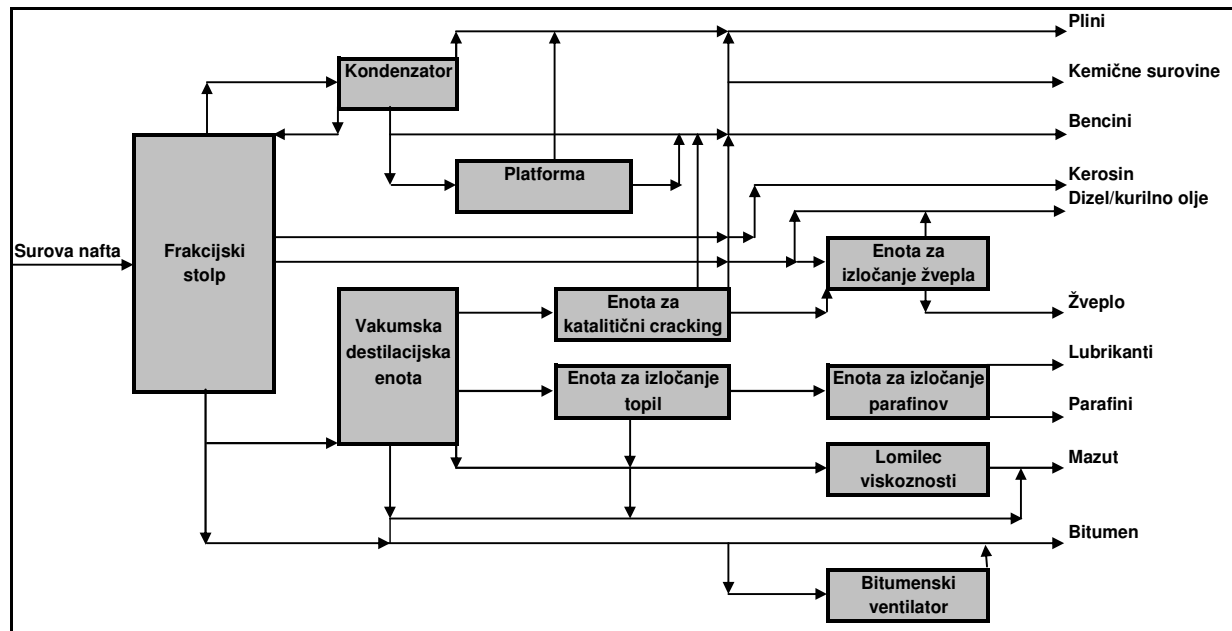 Plini
Kondenzator
Kemične surovine
Bencini
Platforma
Kerosin
Dizel/kurilno olje
Surova nafta
Frakcijski
stolp
Enota za
izločanje žvepla
Vakumska
destilacijska
enota
Enota za
katalitični cracking
Žveplo
Lubrikanti
Enota za izločanje
topil
Enota za izločanje
parafinov
Parafini
Lomilec
viskoznosti
Mazut
Bitumen
Bitumenski
ventilator